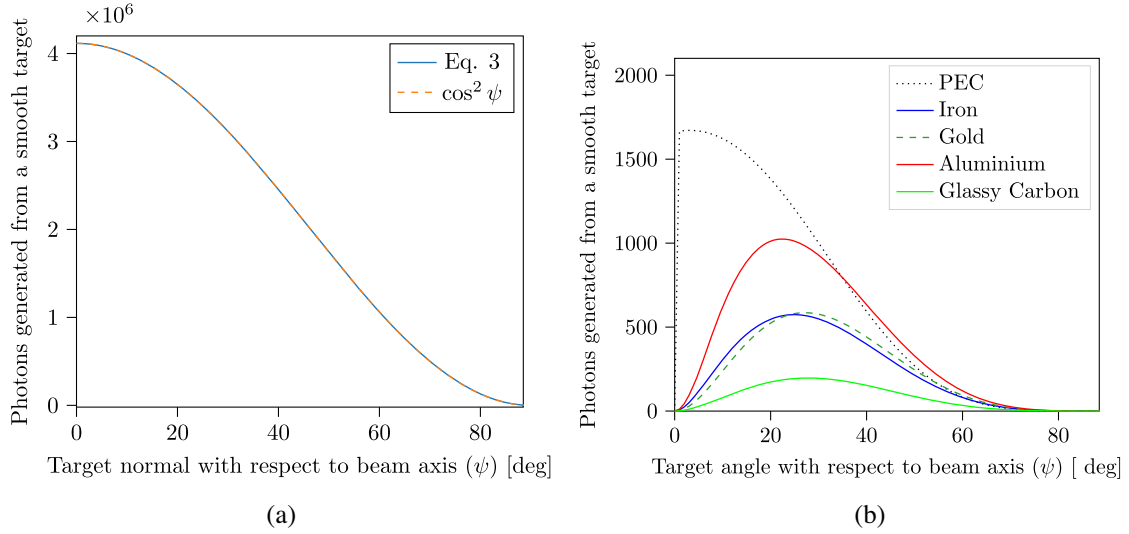 ×10⁶
Photons generated from a smooth target
4
3
2
1
0
Eq. 3
cos² ψ
0 20 40 60 80
Target normal with respect to beam axis (ψ) [deg]
(a)
Photons generated from a smooth target
2000
1500
1000
500
0
PEC
Iron
Gold
Aluminium
Glassy Carbon
0 20 40 60 80
Target angle with respect to beam axis (ψ) [ deg]
(b)